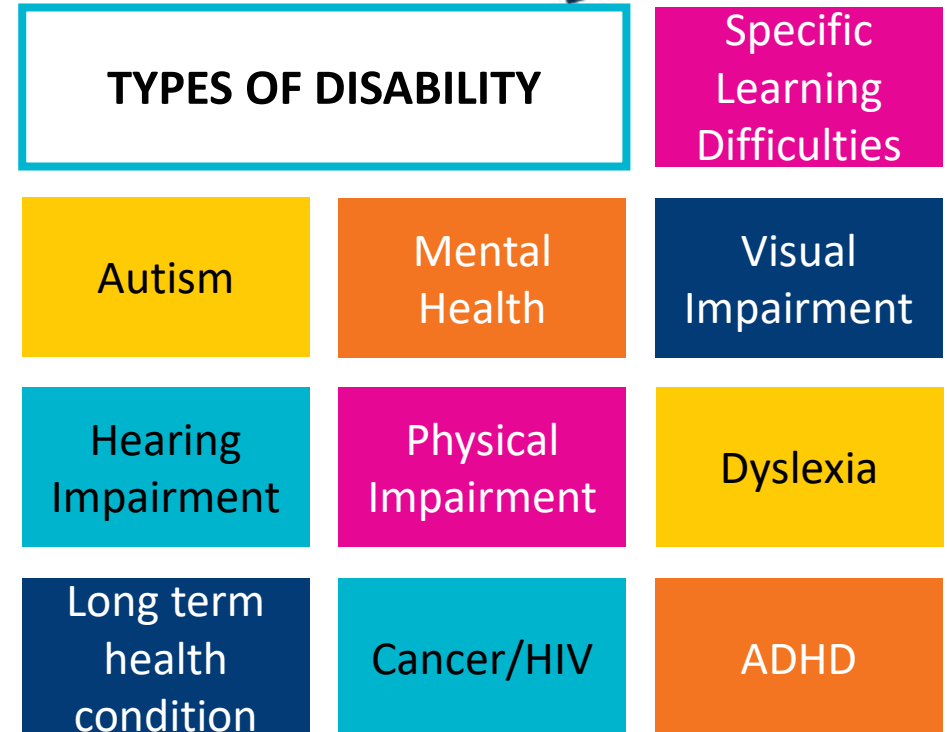 TYPES OF DISABILITY
Specific
Learning
Difficulties
Autism
Mental
Health
Visual
Impairment
Hearing
Impairment
Physical
Impairment
Dyslexia
Long term
health
condition
Cancer/HIV
ADHD